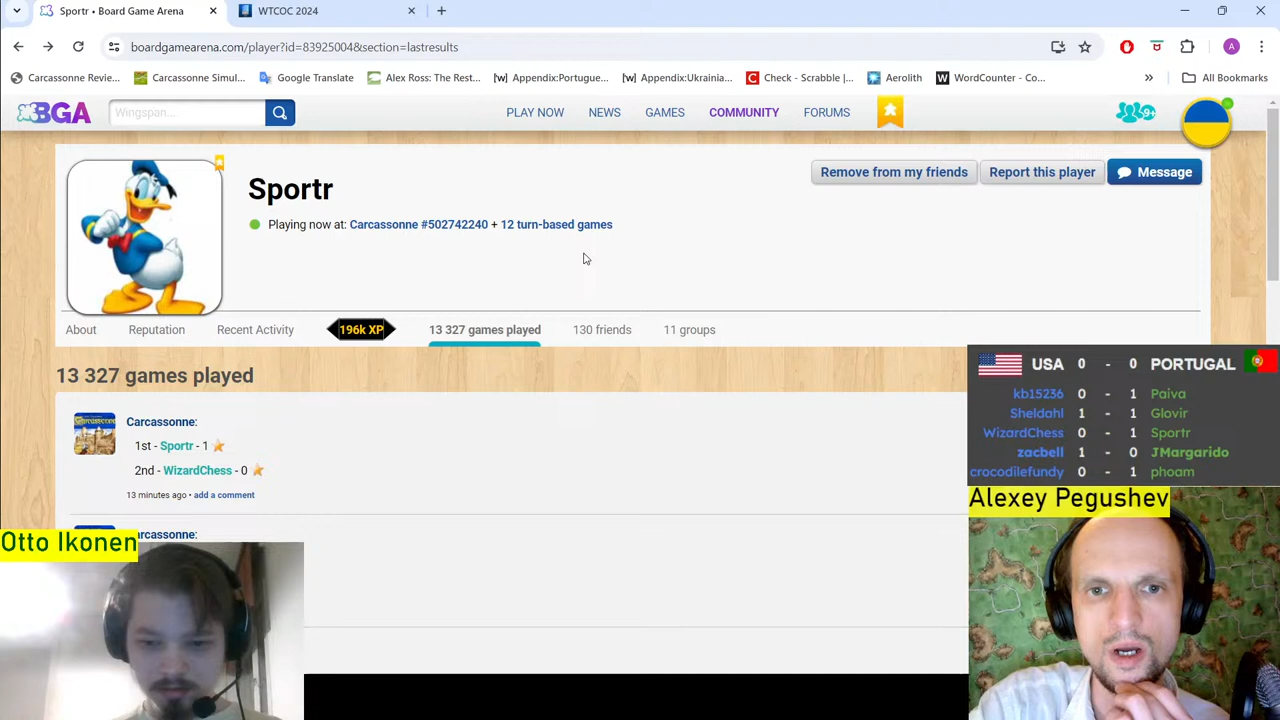 Sportr • Board Game Arena
WTCOC 2024
boardgamearena.com/player?id=83925004&section=lastresults
Carcassonne Revie...
Carcassonne Simul...
Google Translate
Alex Ross: The Rest...
Appendix:Portugue...
Appendix:Ukrainia...
Check - Scrabble |...
Aerolith
WordCounter - Co...
All Bookmarks
BGA
Wingspan...
PLAY NOW
NEWS
GAMES
COMMUNITY
FORUMS
9+
Sportr
Remove from my friends
Report this player
Message
Playing now at: Carcassonne #502742240 + 12 turn-based games
About
Reputation
Recent Activity
196k XP
13 327 games played
130 friends
11 groups
13 327 games played
Carcassonne:
1st - Sportr - 1
2nd - WizardChess - 0
13 minutes ago • add a comment
arcassonne:
USA 0 - 0 PORTUGAL
kb15236 0 - 1 Paiva
Sheldahl 1 - 1 Glovir
WizardChess 0 - 1 Sportr
zacbell 1 - 0 JMargarido
crocodilefundy 0 - 1 phoam
Alexey Pegushev
Otto Ikonen